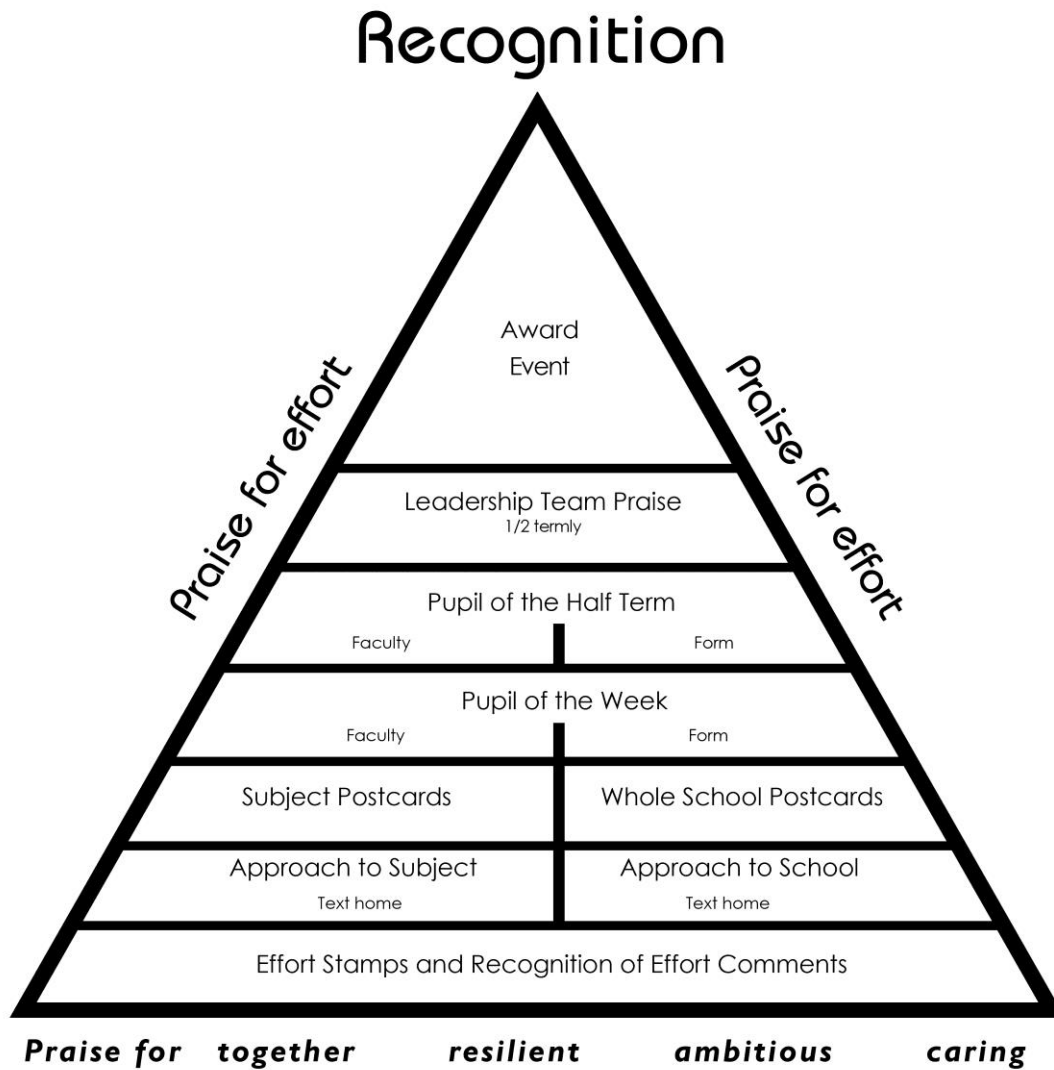 Recognition
Award
Event
Praise for effort
Praise for effort
Leadership Team Praise
1/2 termly
Pupil of the Half Term
Faculty
Form
Pupil of the Week
Faculty
Form
Subject Postcards
Whole School Postcards
Approach to Subject
Text home
Approach to School
Text home
Effort Stamps and Recognition of Effort Comments
Praise for together resilient ambitious caring